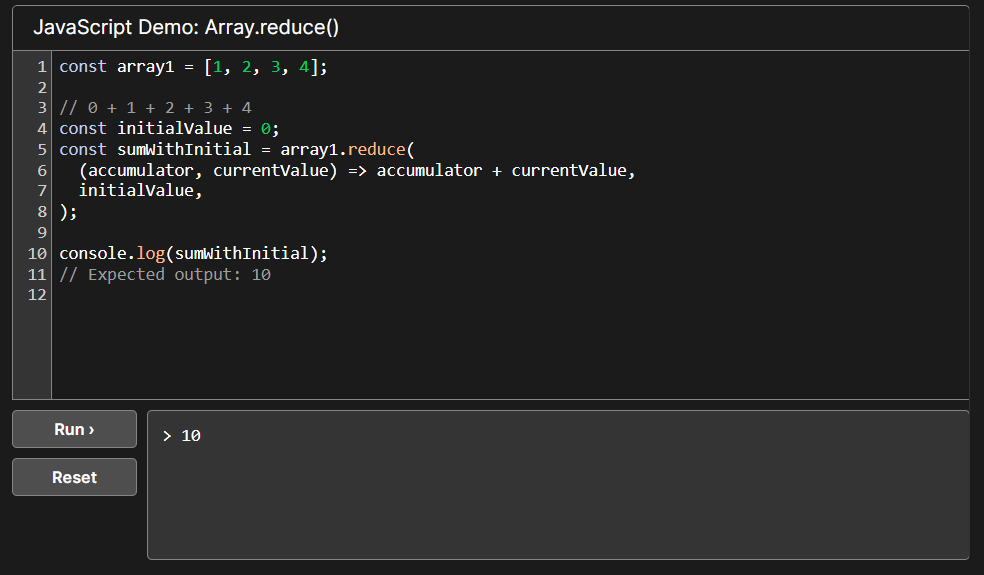 JavaScript Demo: Array.reduce()
1 const array1 = [1, 2, 3, 4];
2
3 // 0 + 1 + 2 + 3 + 4
4 const initialValue = 0;
5 const sumWithInitial = array1.reduce(
6   (accumulator, currentValue) => accumulator + currentValue,
7   initialValue,
8 );
9
10 console.log(sumWithInitial);
11 // Expected output: 10
12
Run ›
> 10
Reset